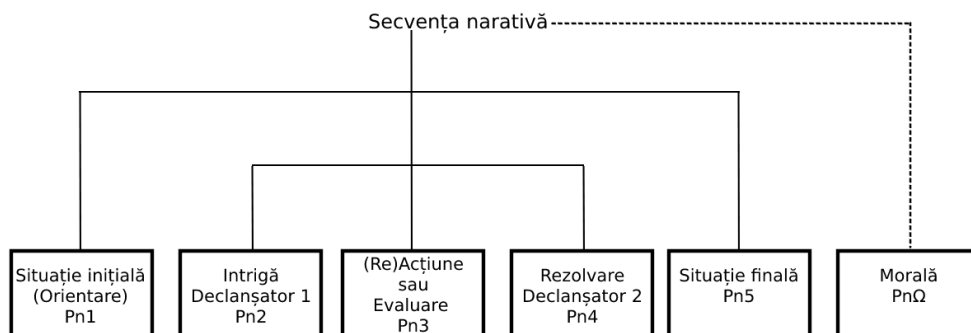 Secvența narativă
Situație inițială
(Orientare)
Pn1
Intrigă
Declanșator 1
Pn2
(Re)Acțiune
sau
Evaluare
Pn3
Rezolvare
Declanșator 2
Pn4
Situație finală
Pn5
Morală
PnΩ